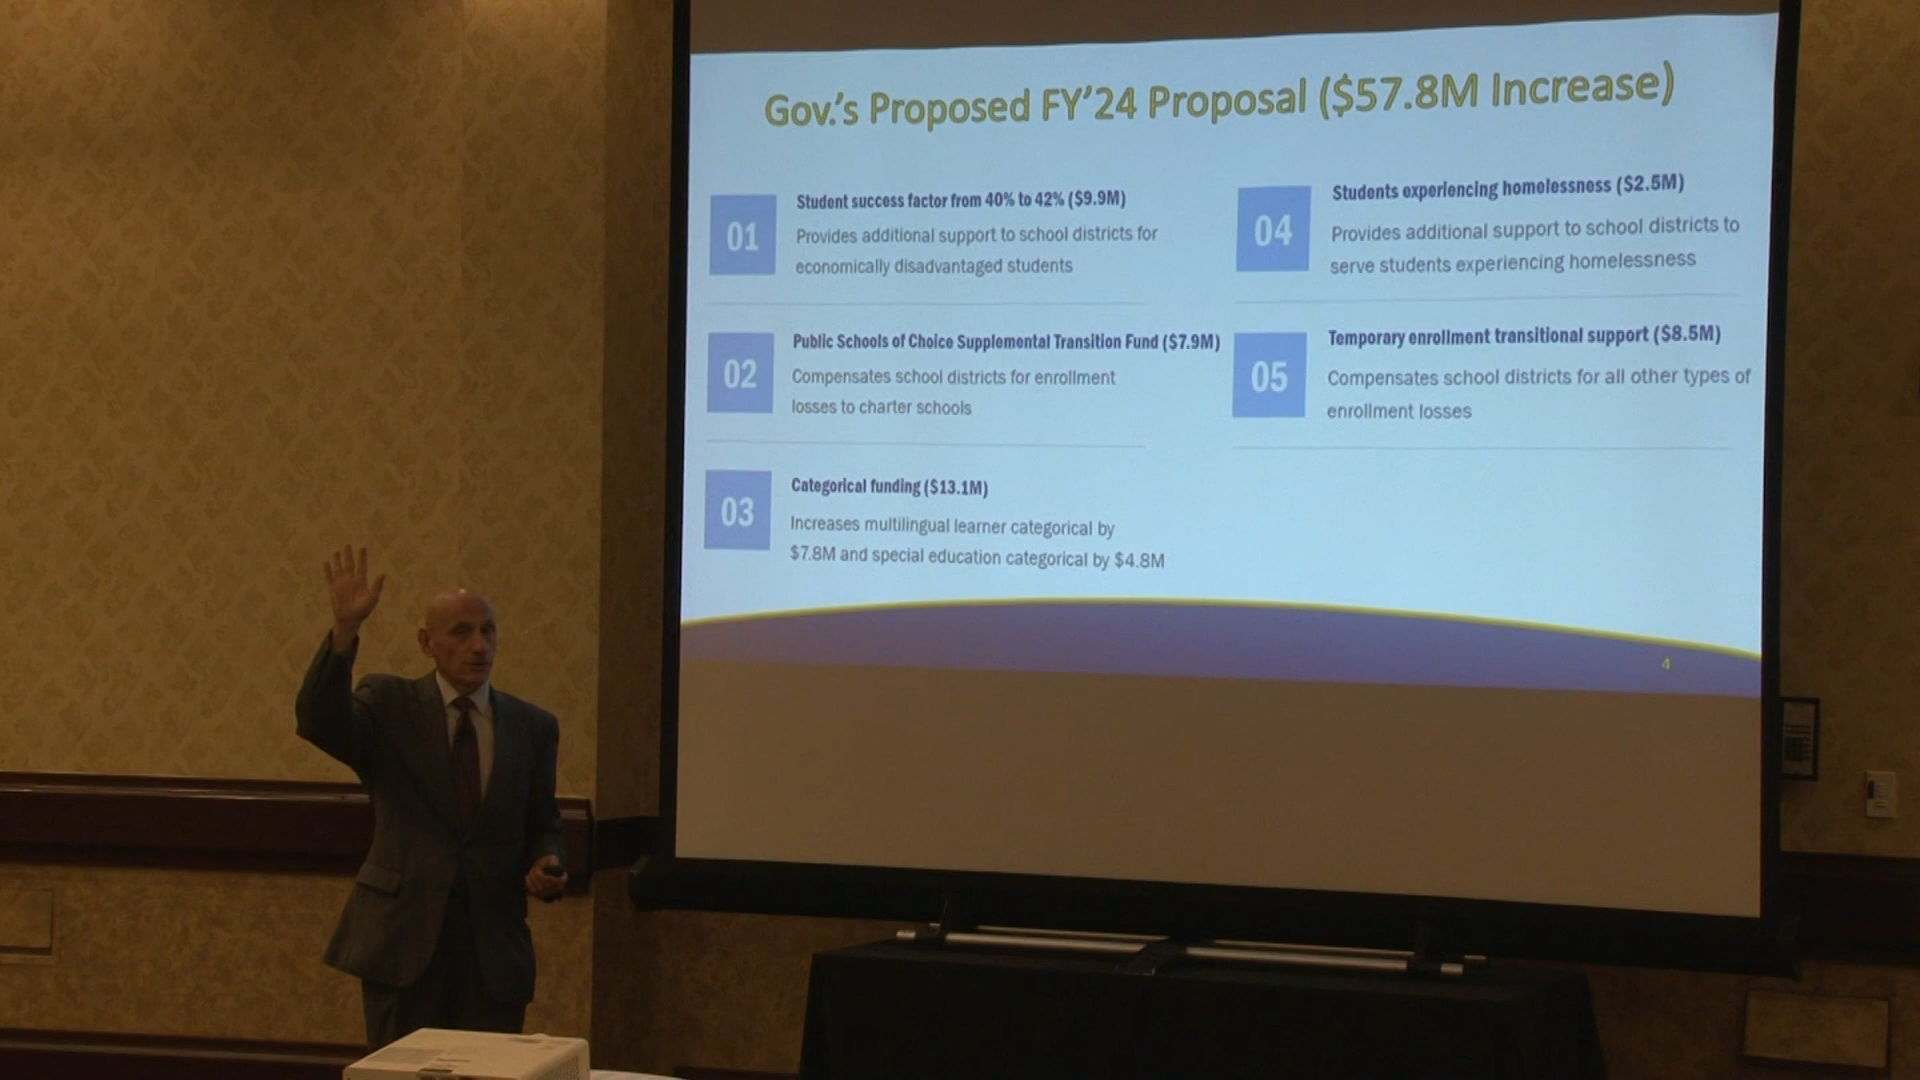 Gov.'s Proposed FY'24 Proposal ($57.8M Increase)
01
Student success factor from 40% to 42% ($9.9M)
Provides additional support to school districts for
economically disadvantaged students
02
Public Schools of Choice Supplemental Transition Fund ($7.9M)
Compensates school districts for enrollment
losses to charter schools
03
Categorical funding ($13.1M)
Increases multilingual learner categorical by
$7.8M and special education categorical by $4.8M
04
Students experiencing homelessness ($2.5M)
Provides additional support to school districts to
serve students experiencing homelessness
05
Temporary enrollment transitional support ($8.5M)
Compensates school districts for all other types of
enrollment losses
4